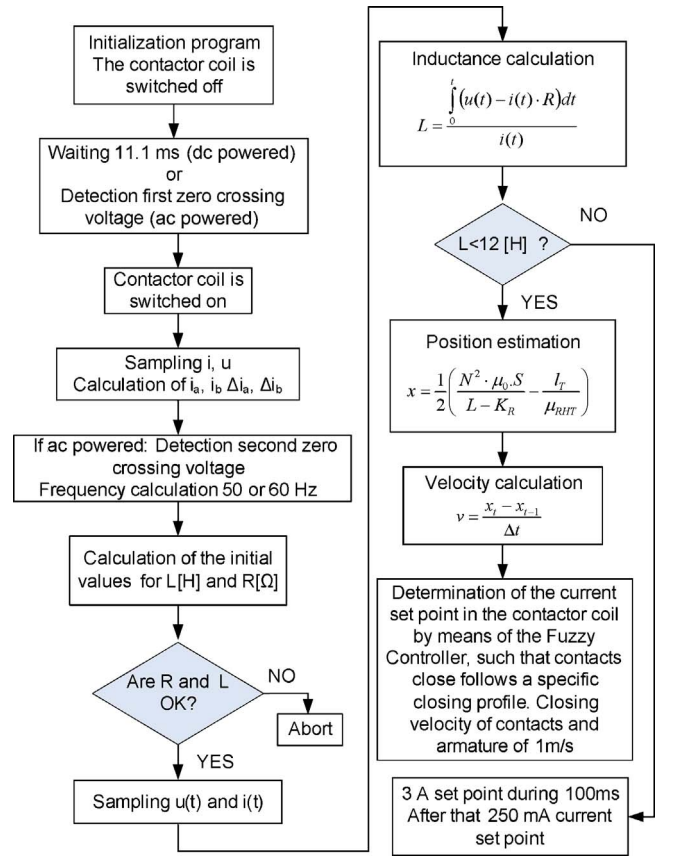 Initialization program
The contactor coil is
switched off
Waiting 11.1 ms (dc powered)
or
Detection first zero crossing
voltage (ac powered)
Contactor coil is
switched on
Sampling i, u
Calculation of iₐ, i_b Δiₐ, Δi_b
If ac powered: Detection second zero
crossing voltage
Frequency calculation 50 or 60 Hz
Calculation of the initial
values for L[H] and R[Ω]
Are R and L
OK?
NO
Abort
YES
Sampling u(t) and i(t)
Inductance calculation
L = ∫₀ᵗ (u(t) – i(t) · R)dt / i(t)
L<12 [H] ?
NO
YES
Position estimation
x = 1/2 ( N² · μ₀.S / (L – K_R) – l_T / μ_RHT )
Velocity calculation
v = (x_t – x_{t–1}) / Δt
Determination of the current
set point in the contactor coil
by means of the Fuzzy
Controller, such that contacts
close follows a specific
closing profile. Closing
velocity of contacts and
armature of 1m/s
3 A set point during 100ms
After that 250 mA current
set point